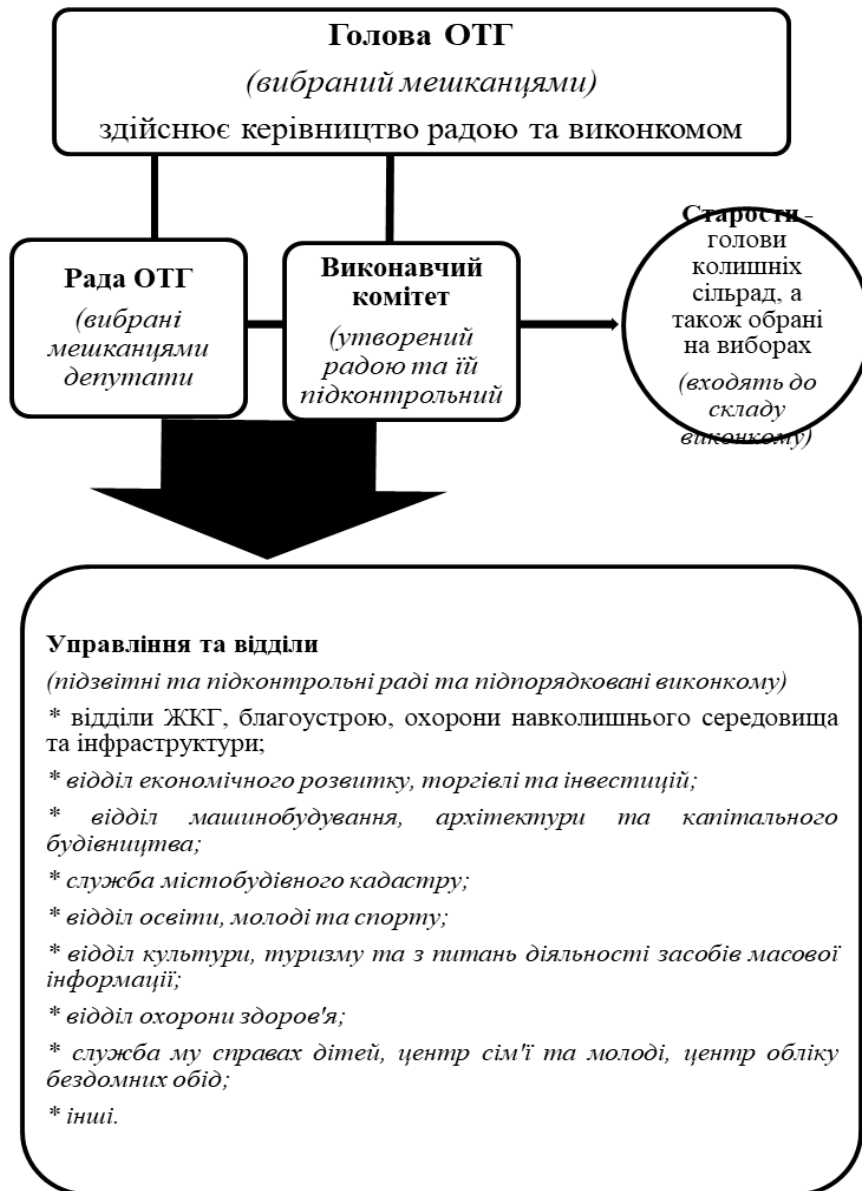 Голова ОТГ
(вибраний мешканцями)
здійснює керівництво радою та виконкомом
Рада ОТГ
(вибрані
мешканцями
депутати
Виконавчий
комітет
(утворений
радою та їй
підконтрольний
Старости -
голови
колишніх
сільрад, а
також обрані
на виборах
(входять до
складу
виконкому)
Управління та відділи
(підзвітні та підконтрольні раді та підпорядковані виконкому)
* відділи ЖКГ, благоустрою, охорони навколишнього середовища
та інфраструктури;
* відділ економічного розвитку, торгівлі та інвестицій;
* відділ машинобудування, архітектури та капітального
будівництва;
* служба містобудівного кадастру;
* відділ освіти, молоді та спорту;
* відділ культури, туризму та з питань діяльності засобів масової
інформації;
* відділ охорони здоров'я;
* служба му справах дітей, центр сім'ї та молоді, центр обліку
бездомних обід;
* інші.